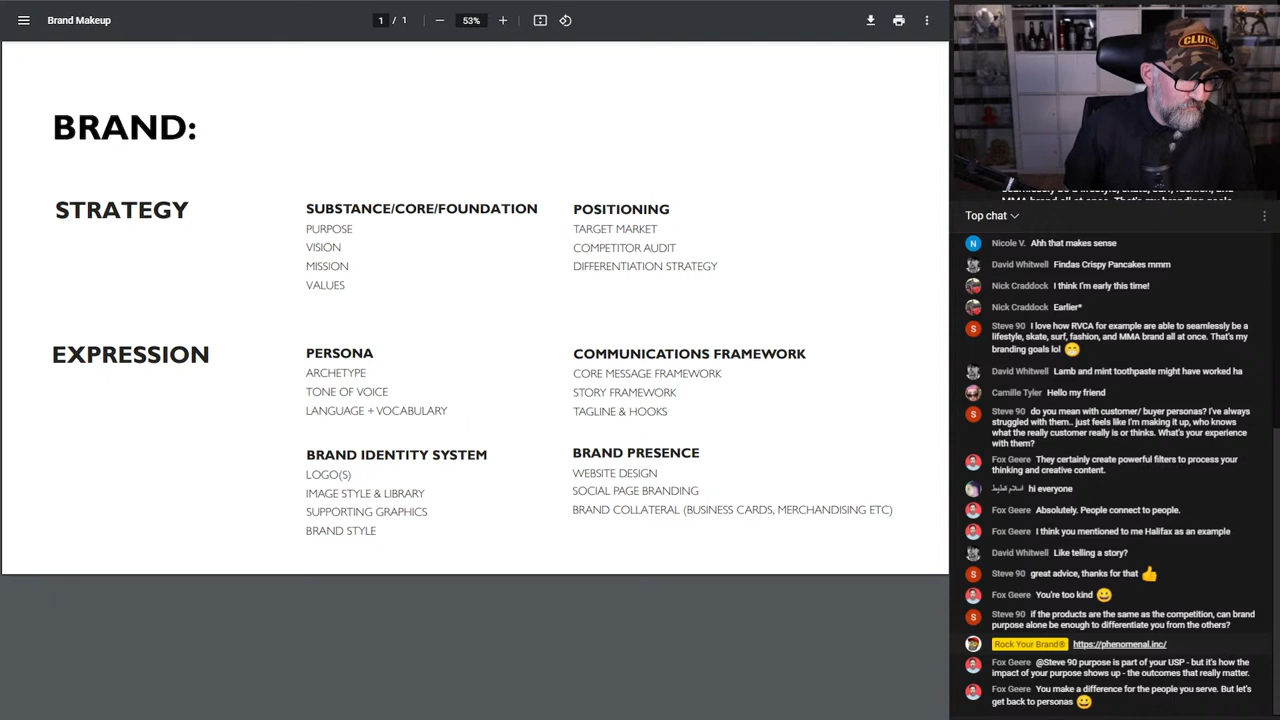 Brand Makeup
1 / 1
53%
BRAND:
STRATEGY
SUBSTANCE/CORE/FOUNDATION
PURPOSE
VISION
MISSION
VALUES
POSITIONING
TARGET MARKET
COMPETITOR AUDIT
DIFFERENTIATION STRATEGY
EXPRESSION
PERSONA
ARCHETYPE
TONE OF VOICE
LANGUAGE + VOCABULARY
COMMUNICATIONS FRAMEWORK
CORE MESSAGE FRAMEWORK
STORY FRAMEWORK
TAGLINE & HOOKS
BRAND IDENTITY SYSTEM
LOGO(S)
IMAGE STYLE & LIBRARY
SUPPORTING GRAPHICS
BRAND STYLE
BRAND PRESENCE
WEBSITE DESIGN
SOCIAL PAGE BRANDING
BRAND COLLATERAL (BUSINESS CARDS, MERCHANDISING ETC)
CLUTCH
Top chat
N Nicole V. Ahh that makes sense
David Whitwell Findas Crispy Pancakes mmm
Nick Craddock I think I'm early this time!
Nick Craddock Earlier*
S Steve 90 I love how RVCA for example are able to seamlessly be a
lifestyle, skate, surf, fashion, and MMA brand all at once. That's my
branding goals lol 😁
David Whitwell Lamb and mint toothpaste might have worked ha
Camille Tyler Hello my friend
S Steve 90 do you mean with customer/ buyer personas? I've always
struggled with them.. just feels like I'm making it up, who knows
what the really customer really is or thinks. What's your experience
with them?
Fox Geere They certainly create powerful filters to process your
thinking and creative content.
hi everyone
Fox Geere Absolutely. People connect to people.
Fox Geere I think you mentioned to me Halifax as an example
David Whitwell Like telling a story?
S Steve 90 great advice, thanks for that 👍
Fox Geere You're too kind 😀
S Steve 90 if the products are the same as the competition, can brand
purpose alone be enough to differentiate you from the others?
Rock Your Brand® https://phenomenal.inc/
Fox Geere @Steve 90 purpose is part of your USP - but it's how the
impact of your purpose shows up - the outcomes that really matter.
Fox Geere You make a difference for the people you serve. But let's
get back to personas 😀